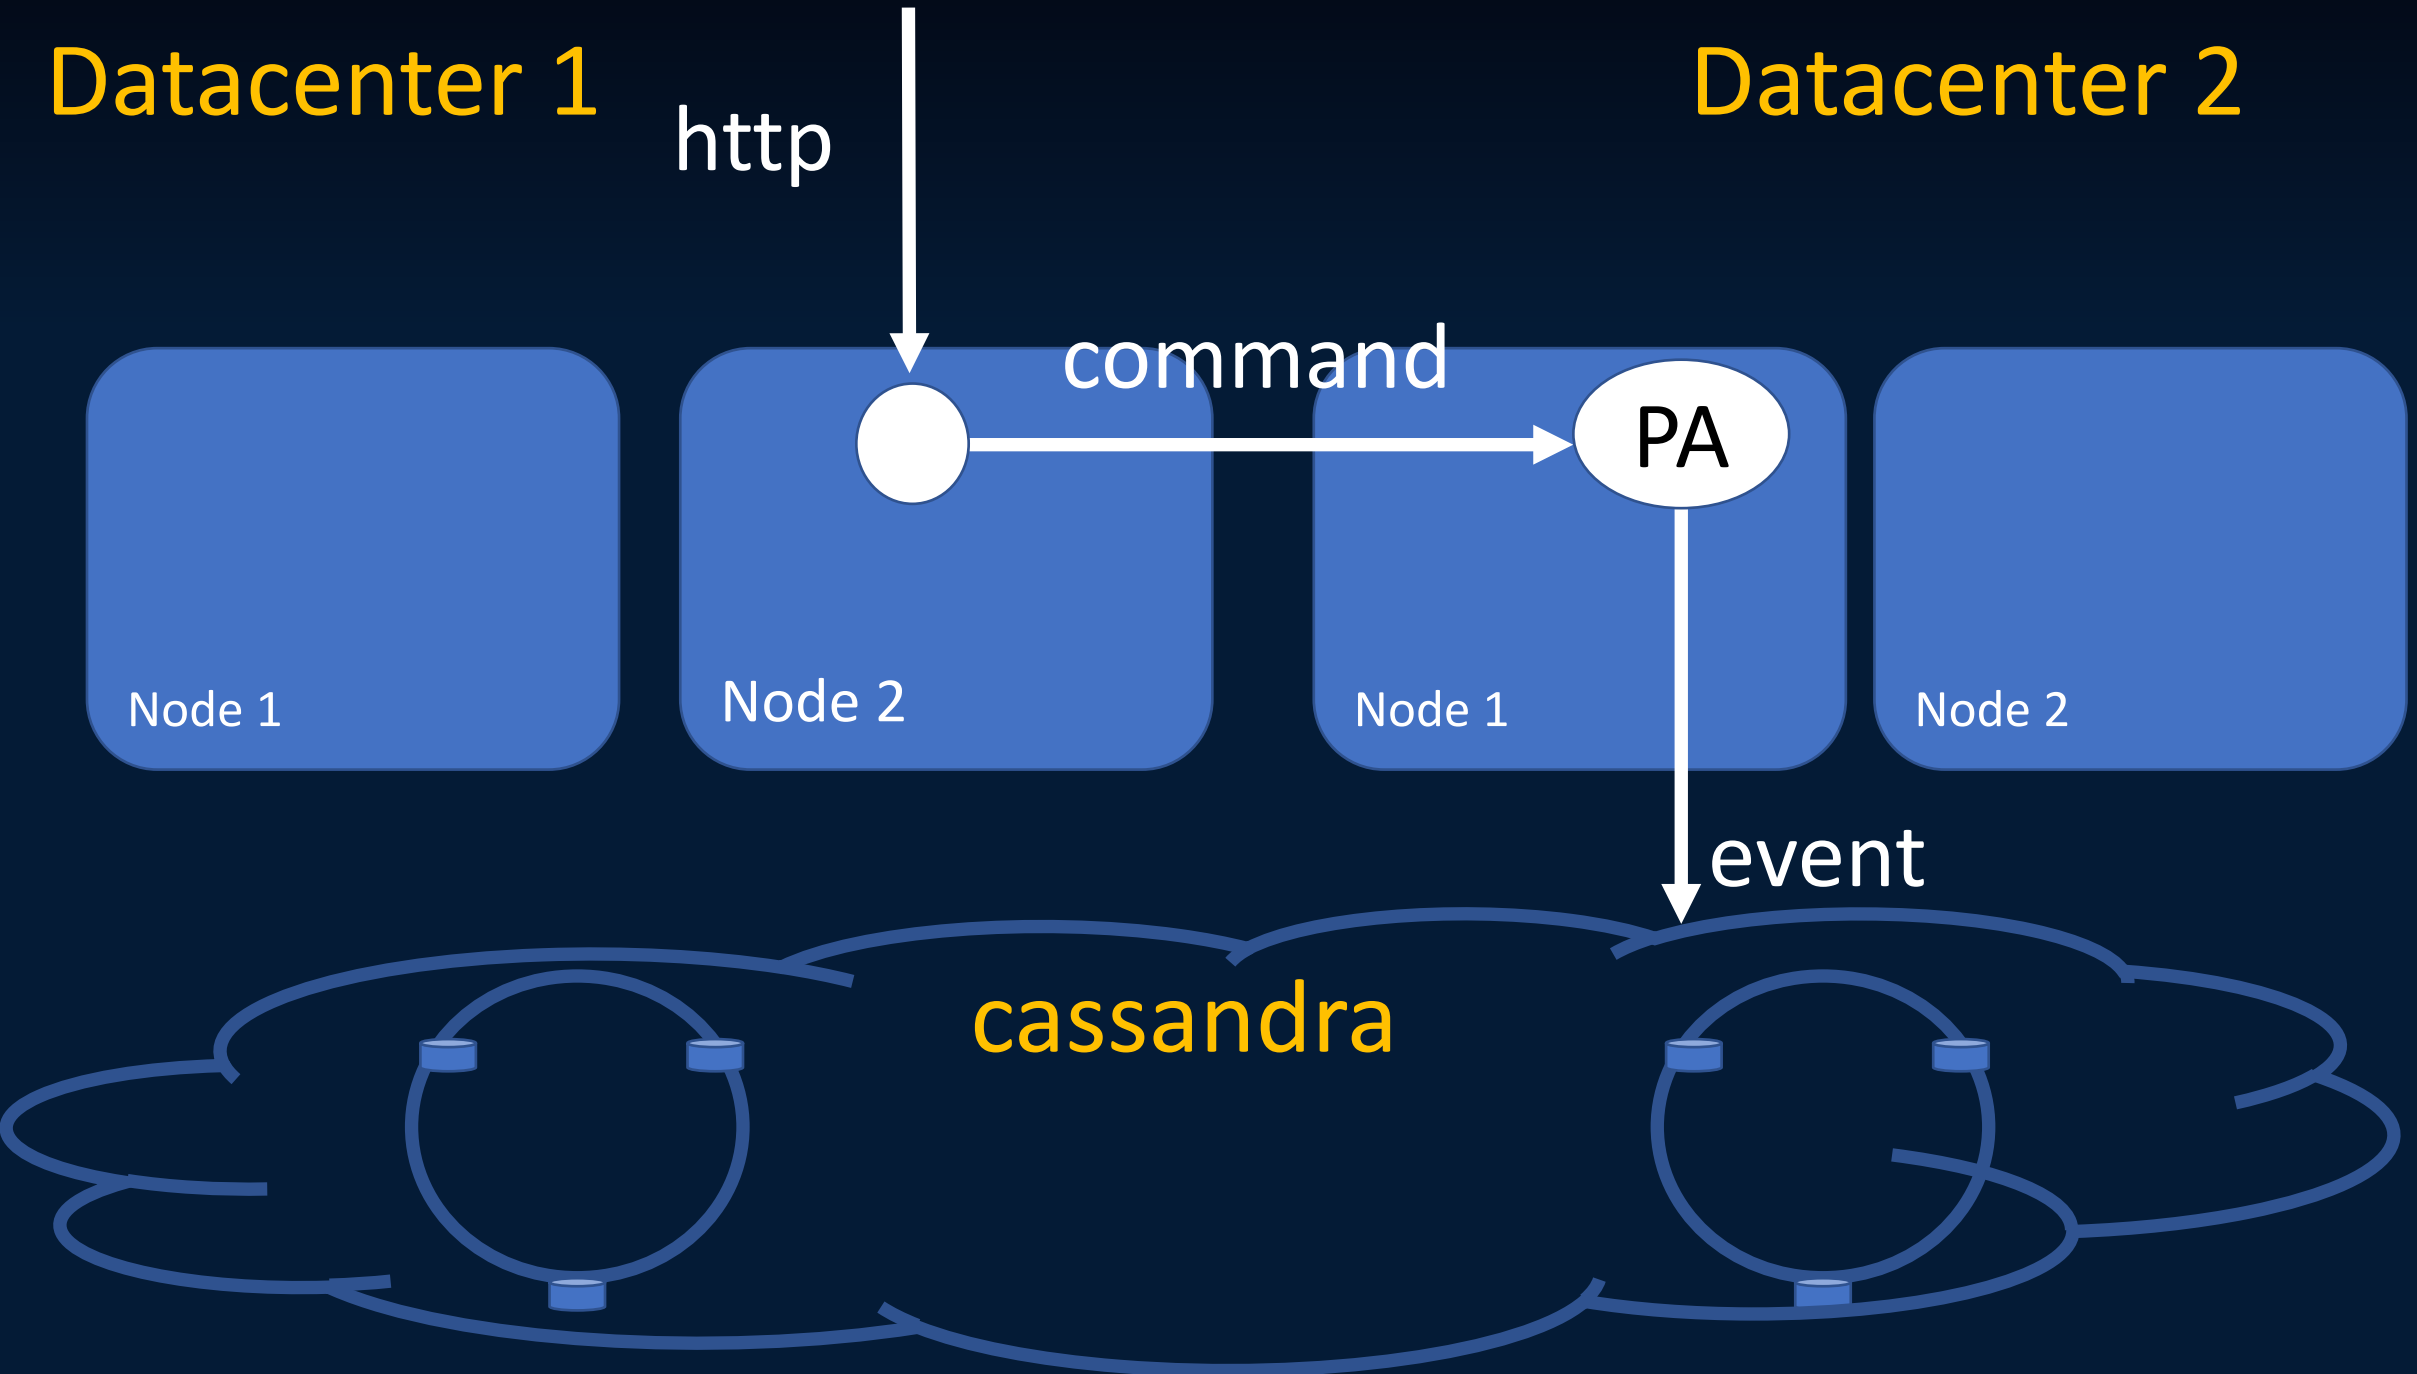 Datacenter 1
Datacenter 2
http
command
PA
Node 1
Node 2
Node 1
Node 2
event
cassandra